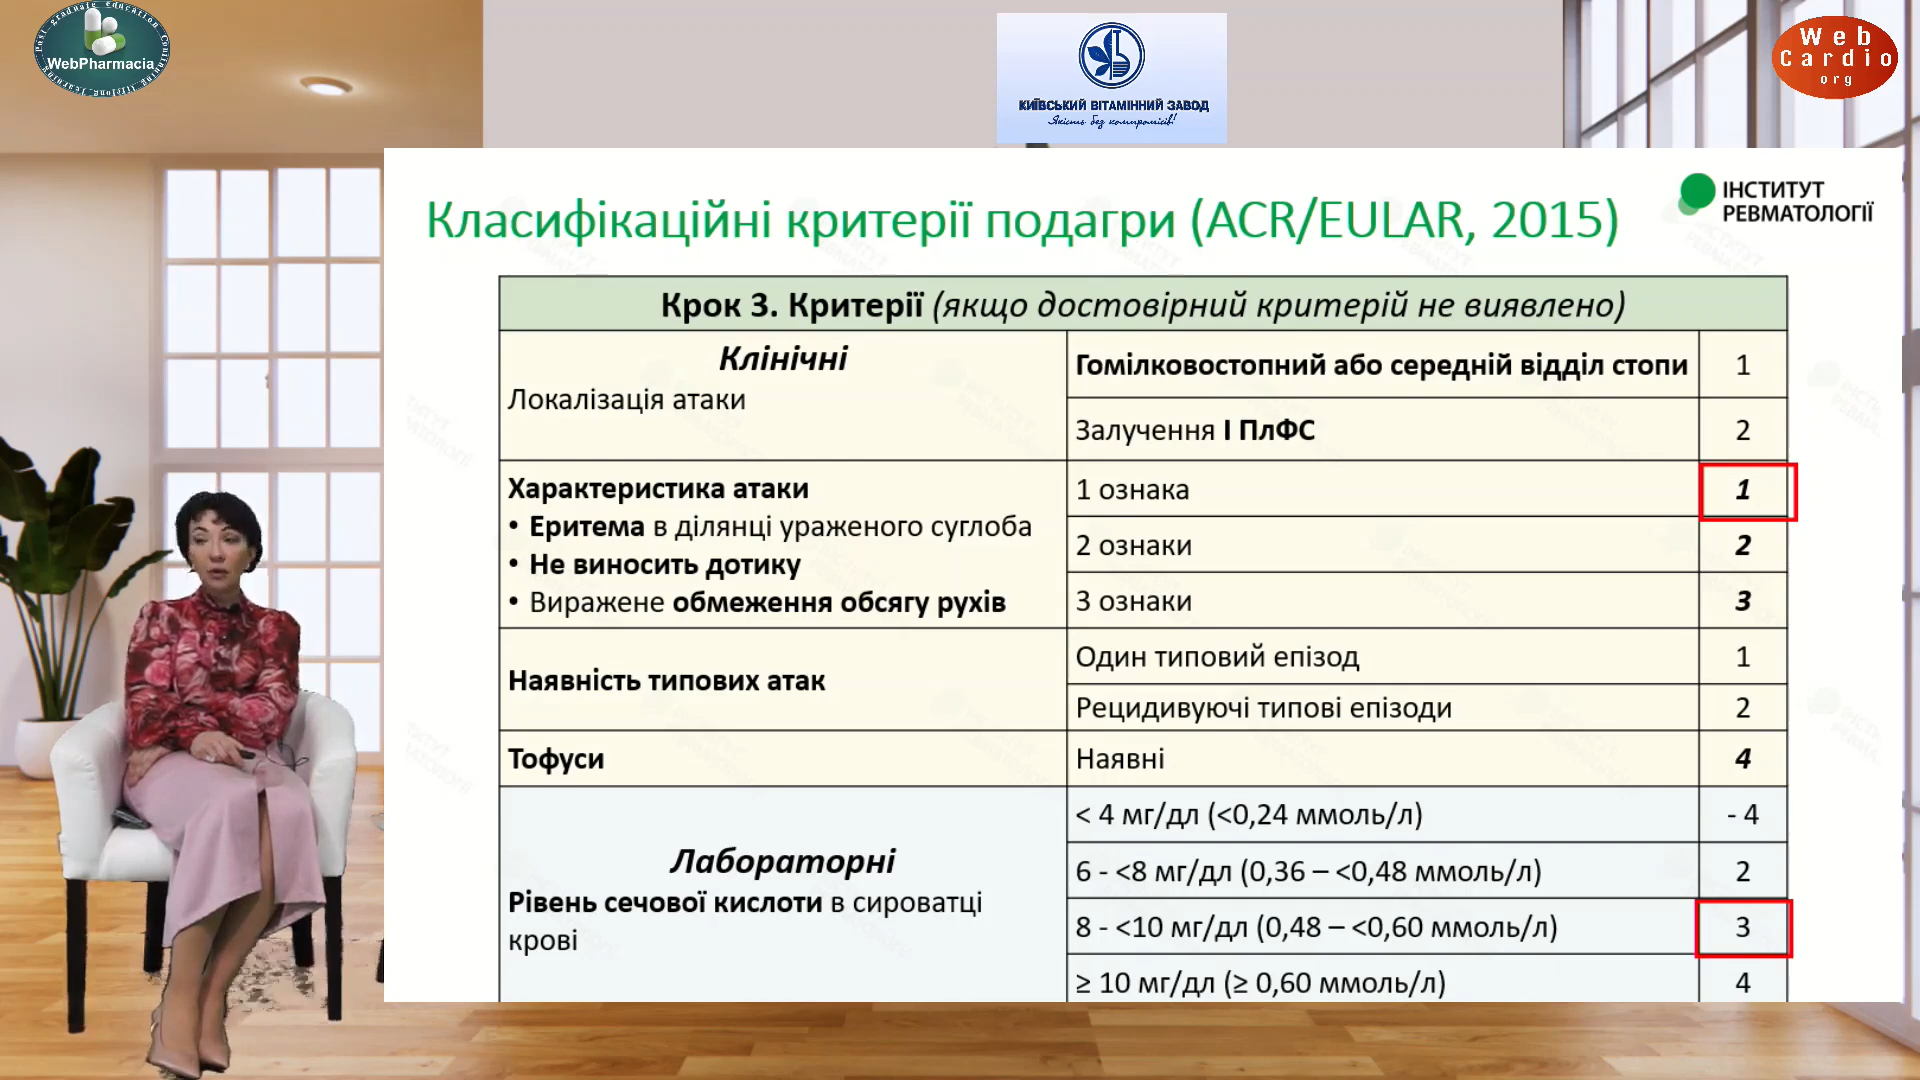 Post-graduate Education. Continuing lifelong learning.
WebPharmacia
КИЇВСЬКИЙ ВІТАМІННИЙ ЗАВОД
Якість без компромісів!
Web
Cardio
org
Класифікаційні критерії подагри (ACR/EULAR, 2015)
ІНСТИТУТ
РЕВМАТОЛОГІЇ
Крок 3. Критерії (якщо достовірний критерій не виявлено)
Клінічні
Локалізація атаки
Гомілковостопний або середній відділ стопи 1
Залучення І ПлФС 2
Характеристика атаки
• Еритема в ділянці ураженого суглоба
• Не виносить дотику
• Виражене обмеження обсягу рухів
1 ознака 1
2 ознаки 2
3 ознаки 3
Наявність типових атак
Один типовий епізод 1
Рецидивуючі типові епізоди 2
Тофуси
Наявні 4
Лабораторні
Рівень сечової кислоти в сироватці
крові
< 4 мг/дл (<0,24 ммоль/л) - 4
6 - <8 мг/дл (0,36 – <0,48 ммоль/л) 2
8 - <10 мг/дл (0,48 – <0,60 ммоль/л) 3
≥ 10 мг/дл (≥ 0,60 ммоль/л) 4